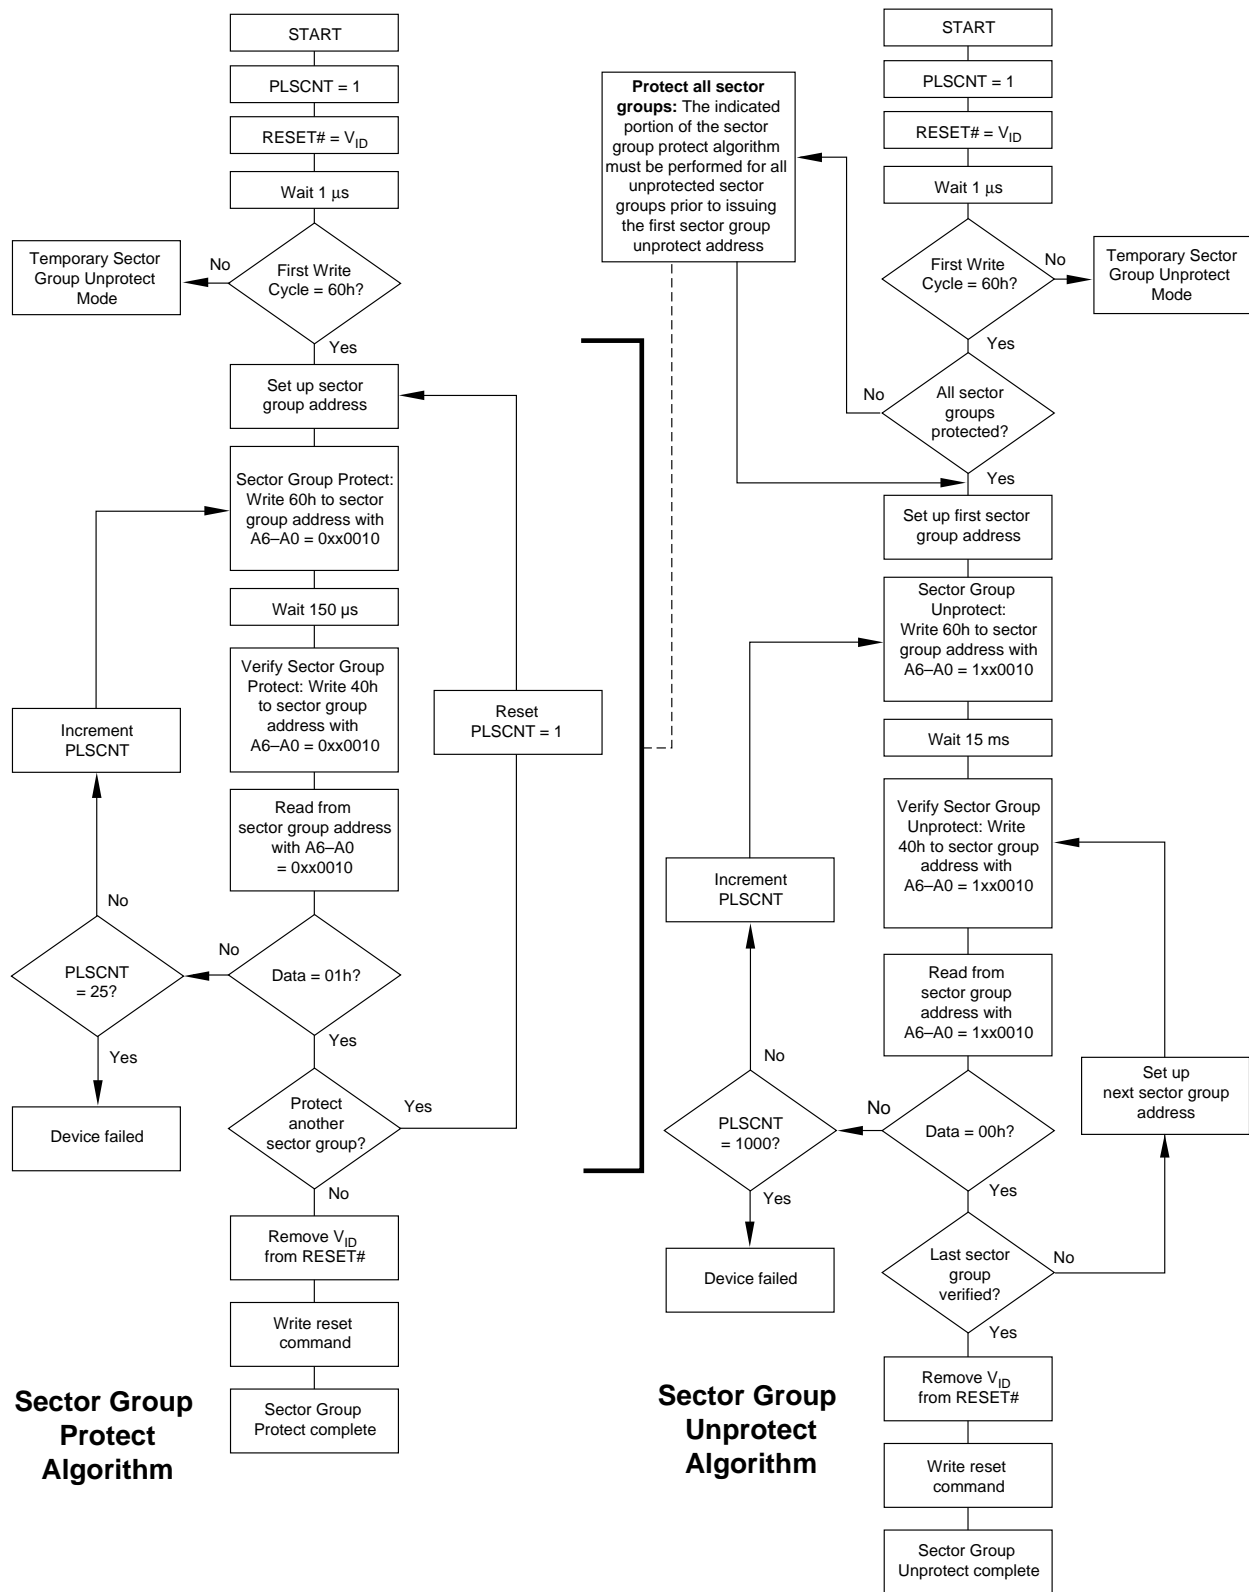 START
PLSCNT = 1
RESET# = VID
Wait 1 μs
First Write
Cycle = 60h?
No
Temporary Sector
Group Unprotect
Mode
Yes
Set up sector
group address
Sector Group Protect:
Write 60h to sector
group address with
A6–A0 = 0xx0010
Wait 150 µs
Verify Sector Group
Protect: Write 40h
to sector group
address with
A6–A0 = 0xx0010
Increment
PLSCNT
Reset
PLSCNT = 1
Read from
sector group address
with A6–A0
= 0xx0010
No
No
PLSCNT
= 25?
Data = 01h?
Yes
Yes
Device failed
Protect
another
sector group?
Yes
No
Remove VID
from RESET#
Write reset
command
Sector Group
Protect complete
Sector Group
Protect
Algorithm
Protect all sector
groups: The indicated
portion of the sector
group protect algorithm
must be performed for all
unprotected sector
groups prior to issuing
the first sector group
unprotect address
START
PLSCNT = 1
RESET# = VID
Wait 1 μs
First Write
Cycle = 60h?
No
Temporary Sector
Group Unprotect
Mode
Yes
No
All sector
groups
protected?
Yes
Set up first sector
group address
Sector Group
Unprotect:
Write 60h to sector
group address with
A6–A0 = 1xx0010
Wait 15 ms
Verify Sector Group
Unprotect: Write
40h to sector group
address with
A6–A0 = 1xx0010
Increment
PLSCNT
Read from
sector group
address with
A6–A0 = 1xx0010
No
No
Set up
next sector group
address
PLSCNT
= 1000?
Data = 00h?
Yes
Yes
Device failed
Last sector
group
verified?
No
Yes
Remove VID
from RESET#
Write reset
command
Sector Group
Unprotect complete
Sector Group
Unprotect
Algorithm